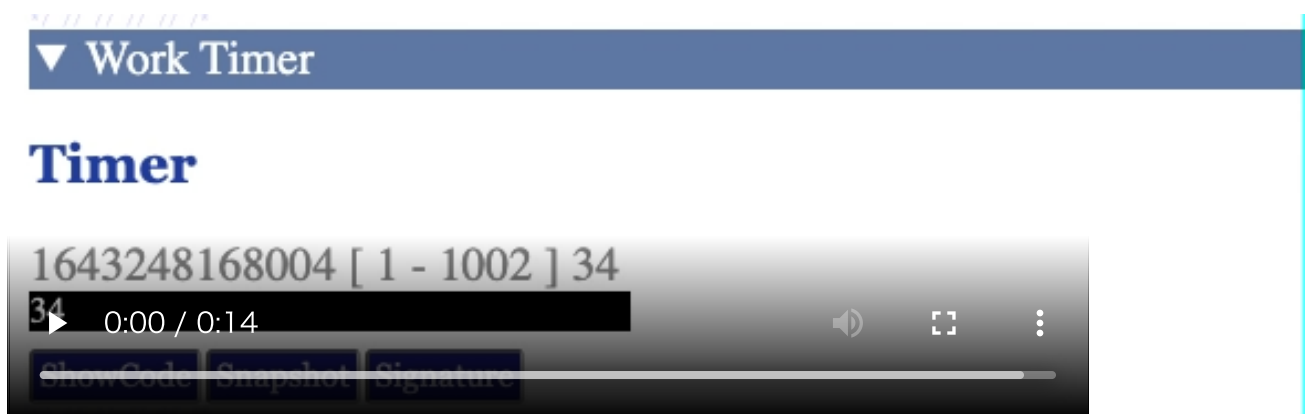 */ // // // // // /*
▼ Work Timer
Timer
1643248168004 [ 1 - 1002 ] 34
34
0:00 / 0:14
ShowCode Snapshot Signature